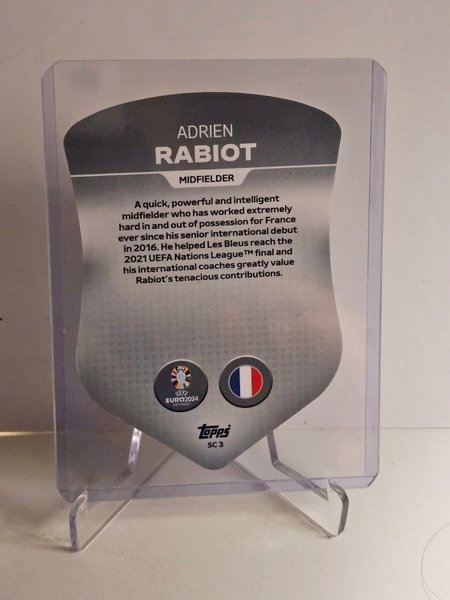 ADRIEN
RABIOT
MIDFIELDER
A quick, powerful and intelligent
midfielder who has worked extremely
hard in and out of possession for France
ever since his senior international debut
in 2016. He helped Les Bleus reach the
2021 UEFA Nations League™ final and
his international coaches greatly value
Rabiot's tenacious contributions.
UEFA
EURO2024
GERMANY
Topps
SC 3